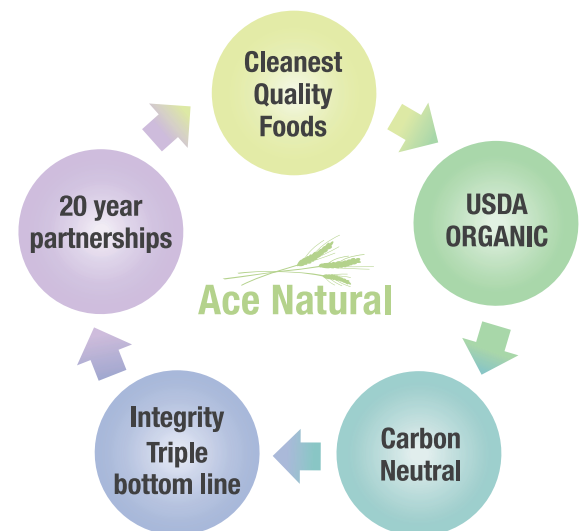 Cleanest
Quality
Foods
USDA
ORGANIC
Carbon
Neutral
Integrity
Triple
bottom line
20 year
partnerships
Ace Natural